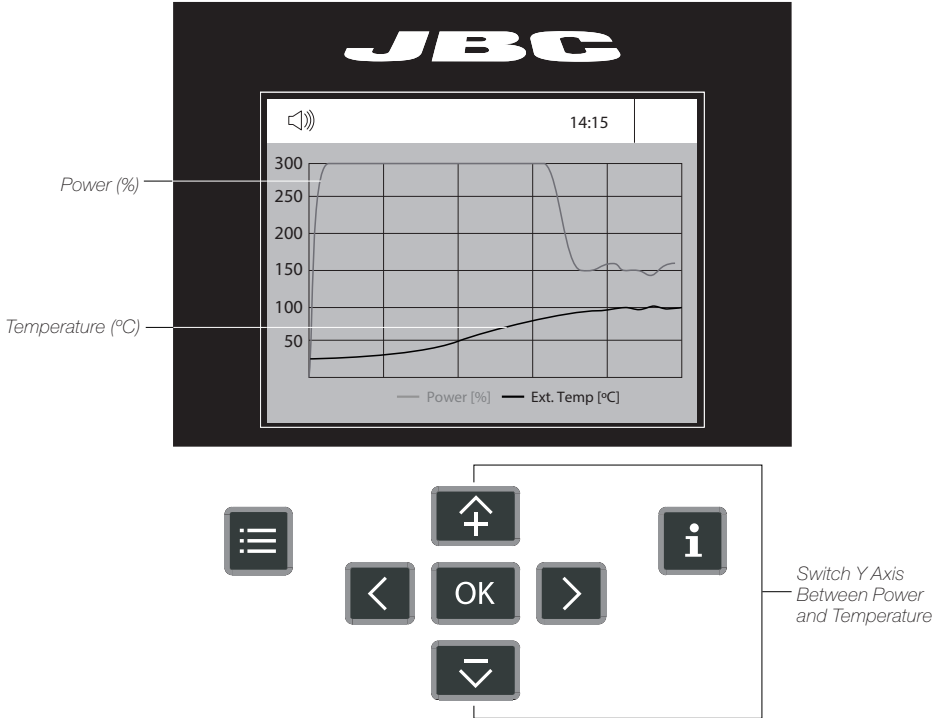 JBC
14:15
300
250
200
150
100
50
Power [%] Ext. Temp [ºC]
Power (%)
Temperature (ºC)
i
OK
Switch Y Axis
Between Power
and Temperature